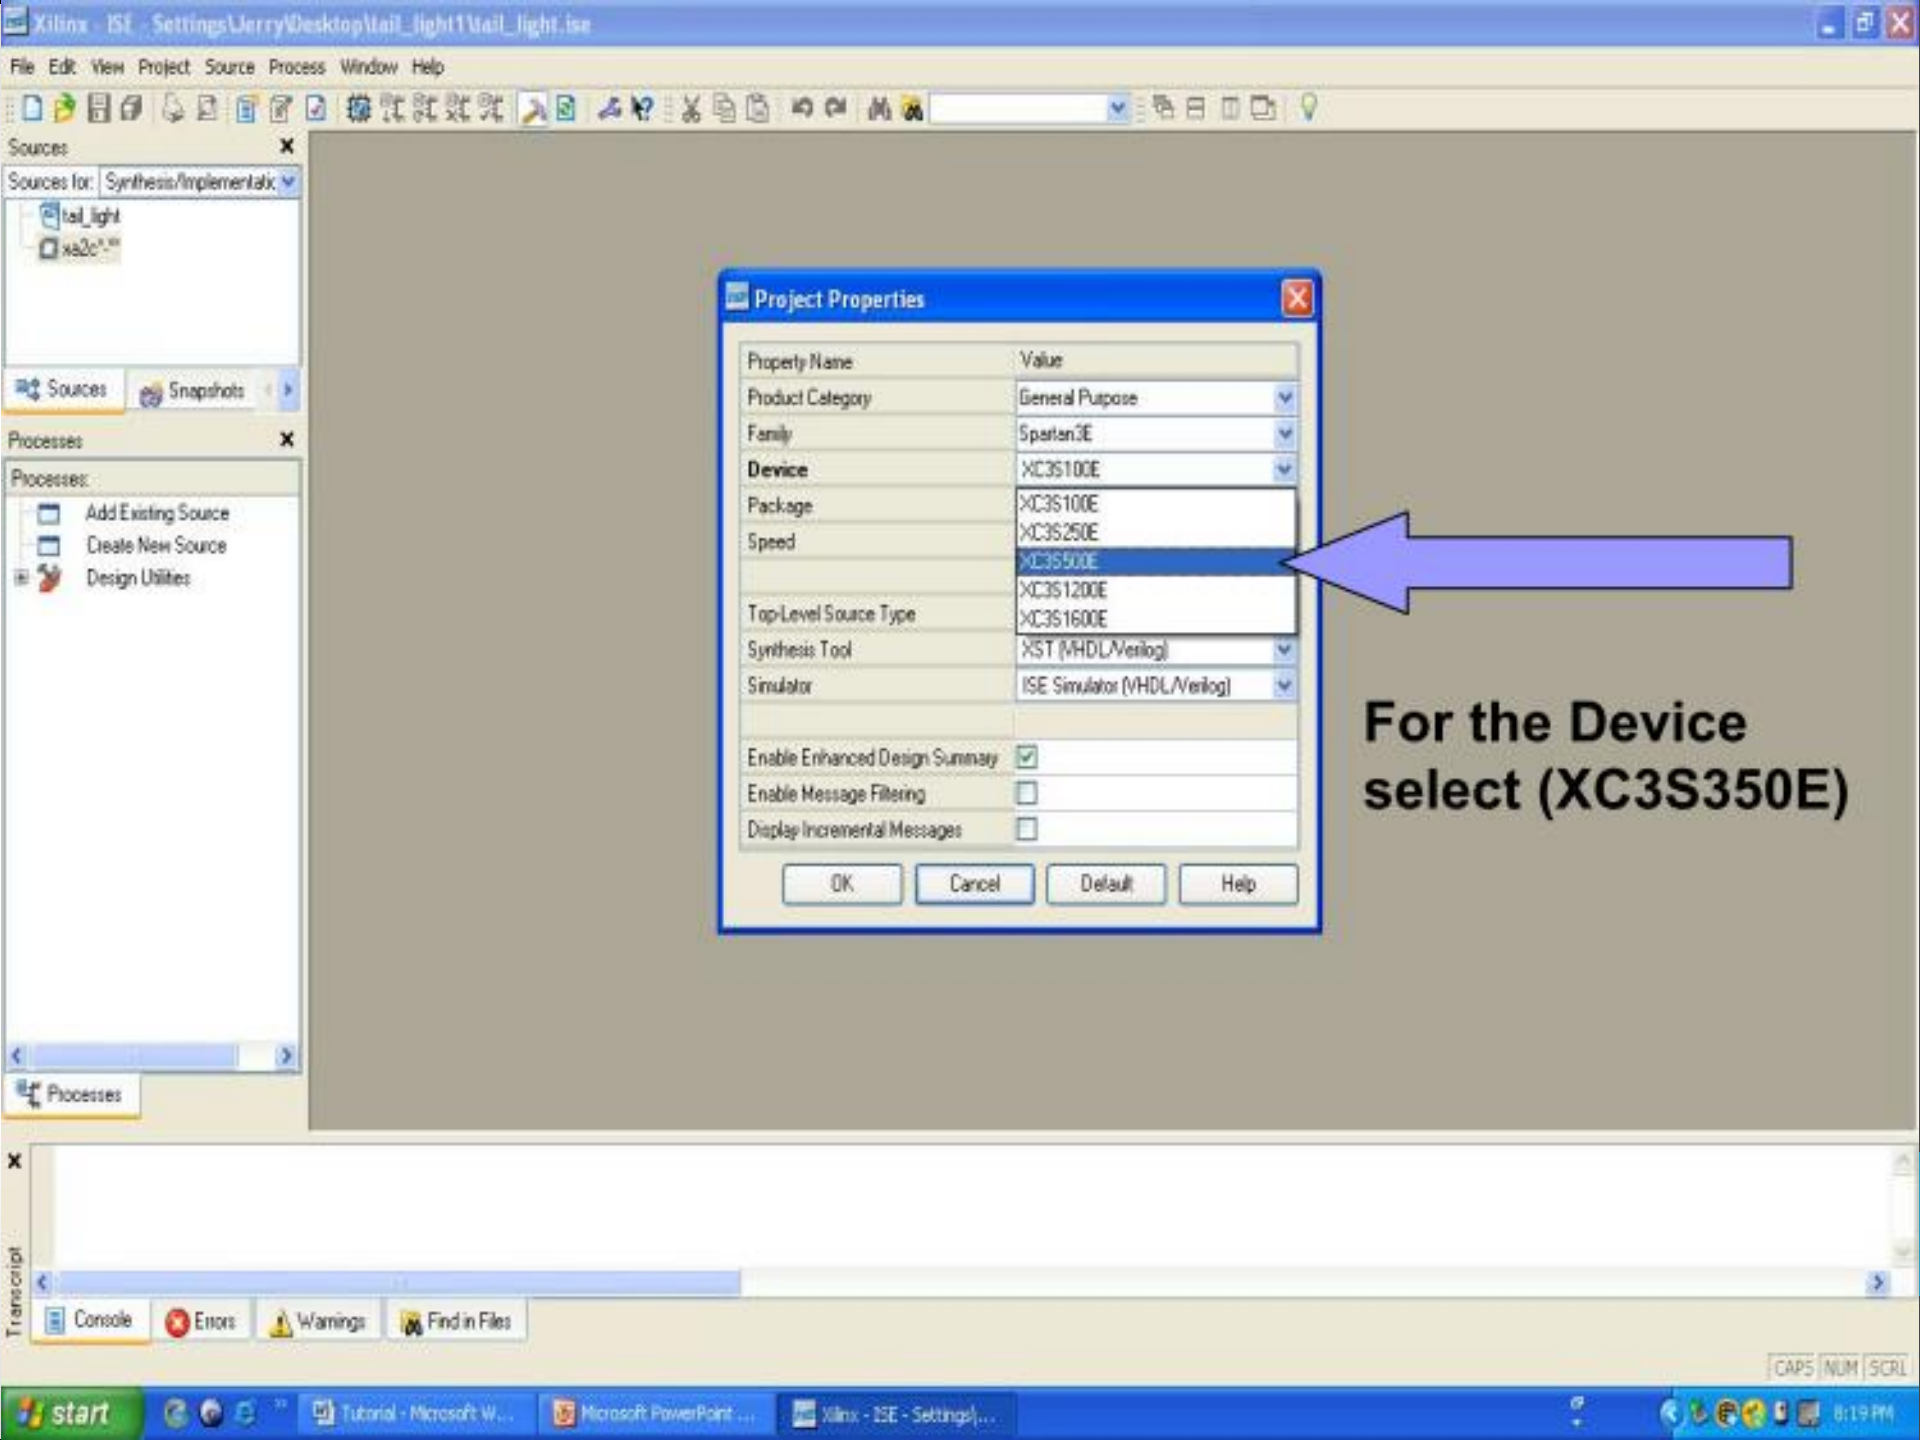 Xilinx - ISE - Settings\Jerry\Desktop\tail_light1\tail_light.ise
File Edit View Project Source Process Window Help
Sources
Sources for: Synthesis/Implementatic
tail_light
xa2c*-**
Sources
Snapshots
Processes
Processes:
Add Existing Source
Create New Source
Design Utilities
Processes
Project Properties
Property Name Value
Product Category General Purpose
Family Spartan3E
Device XC3S100E
Package
Speed
XC3S100E
XC3S250E
XC3S500E
XC3S1200E
XC3S1600E
Top-Level Source Type
Synthesis Tool XST (VHDL/Verilog)
Simulator ISE Simulator (VHDL/Verilog)
Enable Enhanced Design Summary
Enable Message Filtering
Display Incremental Messages
OK Cancel Default Help
For the Device
select (XC3S350E)
Transcript
Console Errors Warnings Find in Files
CAPS NUM SCRL
start
Tutorial - Microsoft W...
Microsoft PowerPoint ...
Xilinx - ISE - Settings\...
8:19 PM